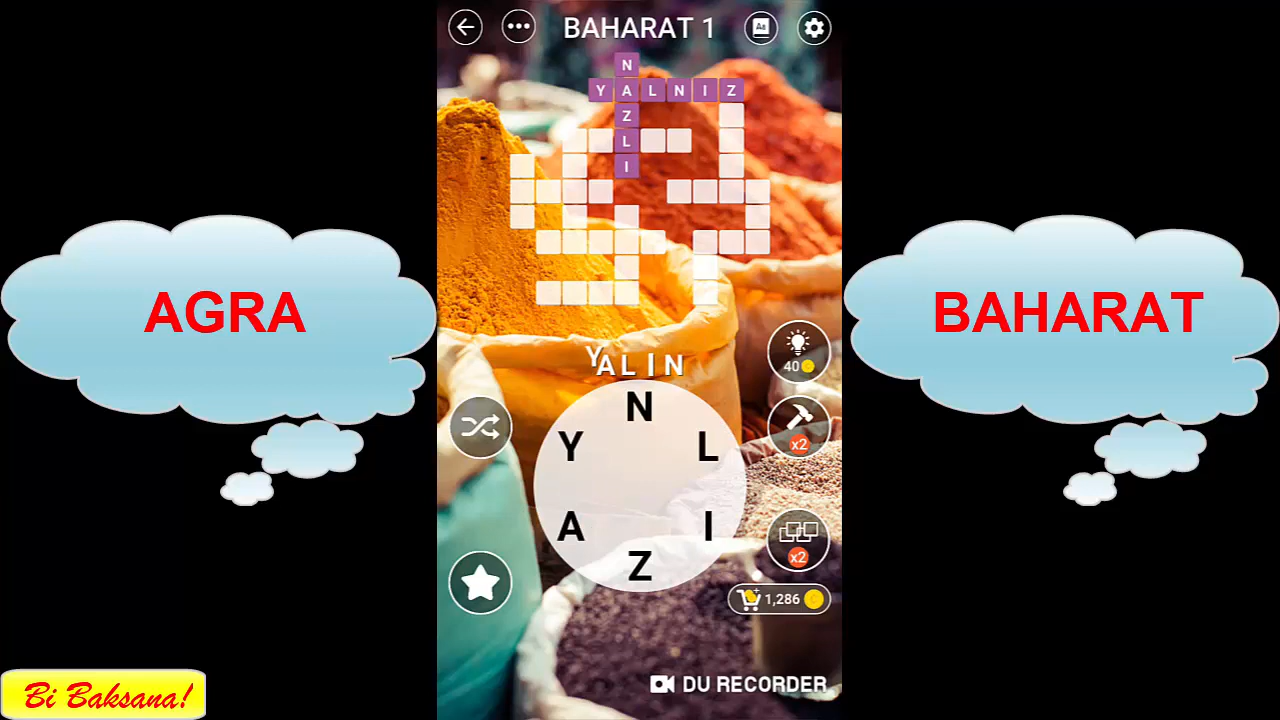 BAHARAT 1
N
YALNIZ
Z
L
I
AGRA
BAHARAT
YALIN
40
N
Y
L
x2
A
I
Z
x2
1,286
DU RECORDER
Bi Baksana!